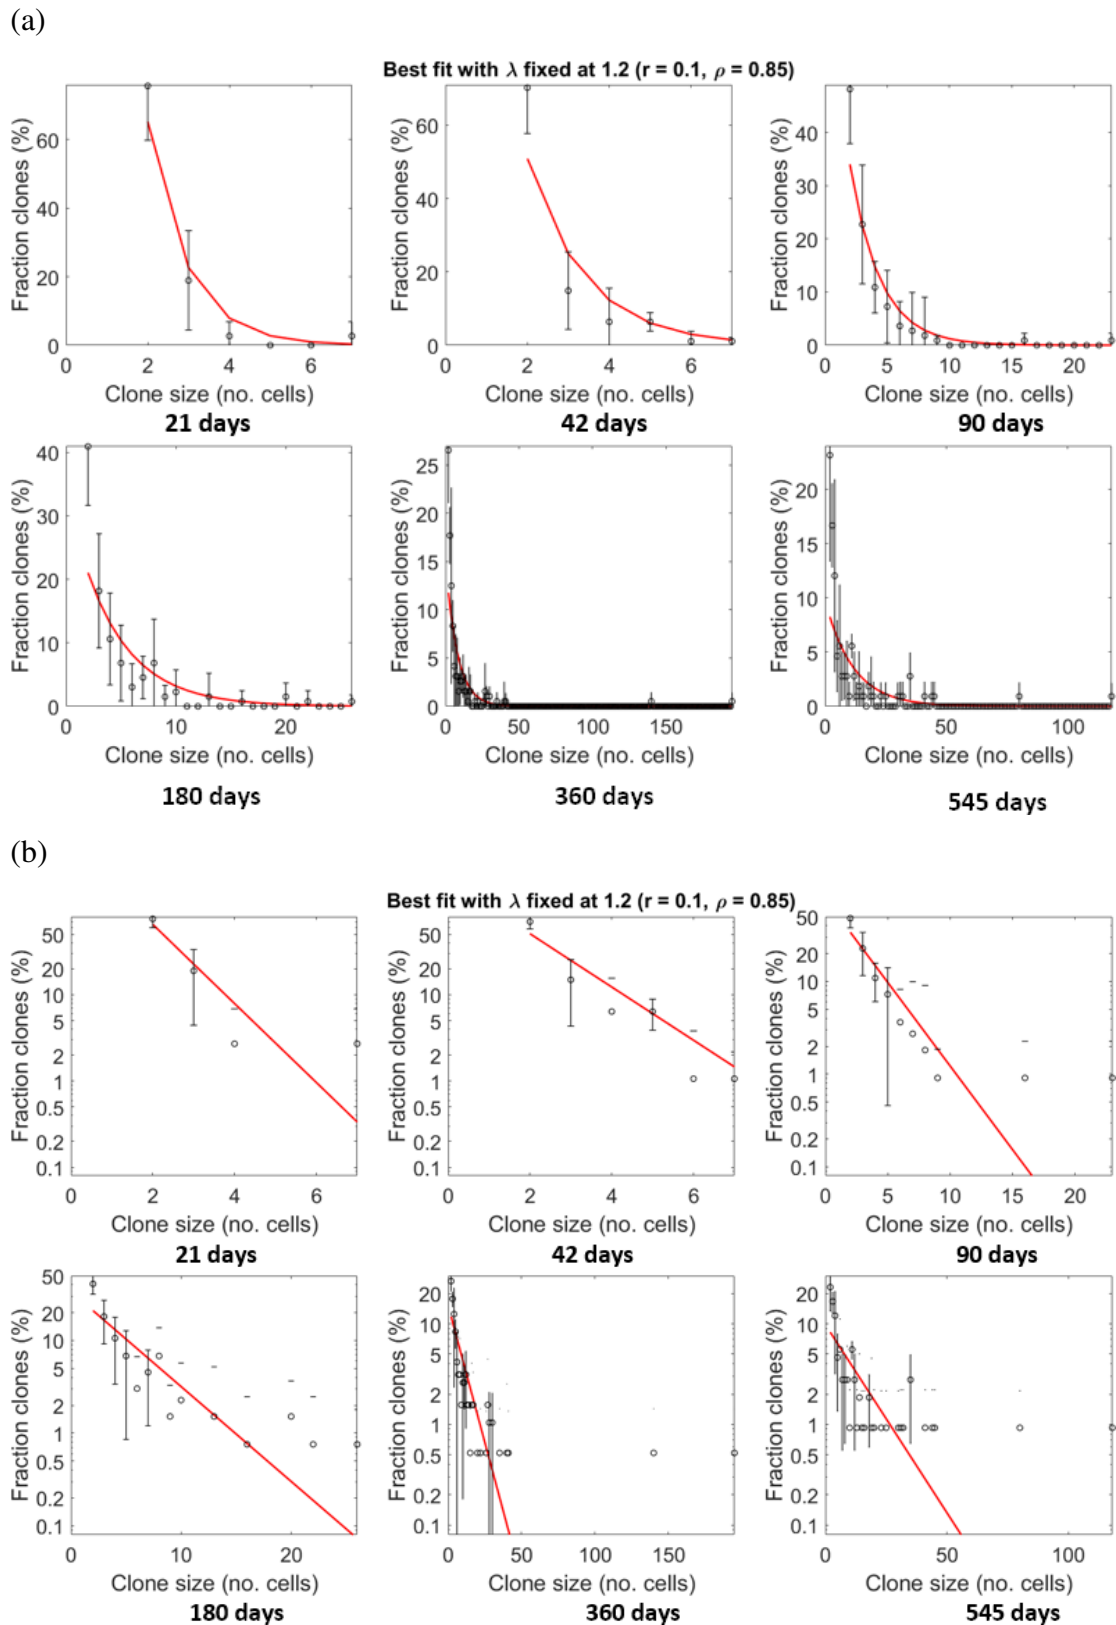 (a)
Best fit with λ fixed at 1.2 (r = 0.1, ρ = 0.85)
Fraction clones (%)
60
40
20
0
0 2 4 6
Clone size (no. cells)
21 days
Fraction clones (%)
60
40
20
0
0 2 4 6
Clone size (no. cells)
42 days
Fraction clones (%)
40
30
20
10
0
0 5 10 15 20
Clone size (no. cells)
90 days
Fraction clones (%)
40
30
20
10
0
0 10 20
Clone size (no. cells)
180 days
Fraction clones (%)
25
20
15
10
5
0
0 50 100 150
Clone size (no. cells)
360 days
Fraction clones (%)
20
15
10
5
0
0 50 100
Clone size (no. cells)
545 days
(b)
Best fit with λ fixed at 1.2 (r = 0.1, ρ = 0.85)
Fraction clones (%)
50
20
10
5
2
1
0.5
0.2
0.1
0 2 4 6
Clone size (no. cells)
21 days
Fraction clones (%)
50
20
10
5
2
1
0.5
0.2
0.1
0 2 4 6
Clone size (no. cells)
42 days
Fraction clones (%)
50
20
10
5
2
1
0.5
0.2
0.1
0 5 10 15 20
Clone size (no. cells)
90 days
Fraction clones (%)
50
20
10
5
2
1
0.5
0.2
0.1
0 10 20
Clone size (no. cells)
180 days
Fraction clones (%)
20
10
5
2
1
0.5
0.2
0.1
0 50 100 150
Clone size (no. cells)
360 days
Fraction clones (%)
20
10
5
2
1
0.5
0.2
0.1
0 50 100
Clone size (no. cells)
545 days